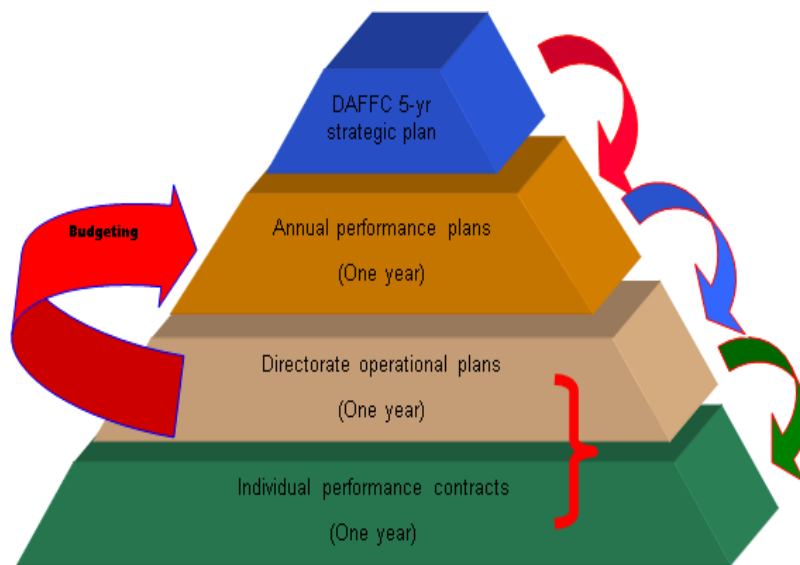 DAFFC 5-yr
strategic plan
Budgeting
Annual performance plans
(One year)
Directorate operational plans
(One year)
Individual performance contracts
(One year)